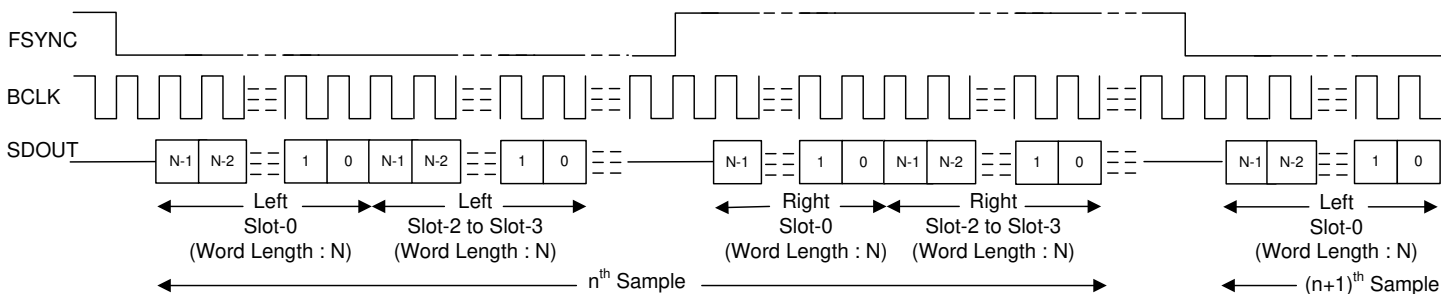 FSYNC
BCLK
SDOUT
N-1 N-2 1 0 N-1 N-2 1 0 N-1 1 0 N-1 N-2 1 0 N-1 N-2 1 0
Left Left Right Right Left
Slot-0 Slot-2 to Slot-3 Slot-0 Slot-2 to Slot-3 Slot-0
(Word Length : N) (Word Length : N) (Word Length : N) (Word Length : N) (Word Length : N)
nth Sample (n+1)th Sample